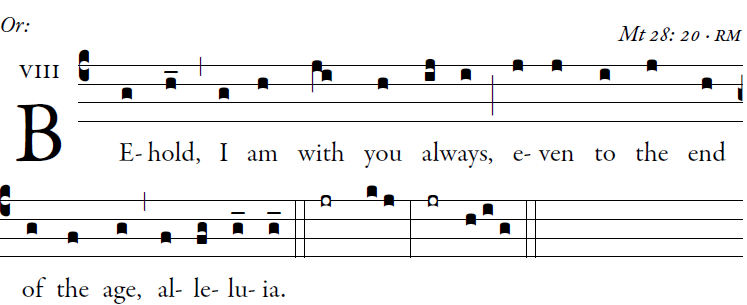 Or:
Mt 28: 20 · RM
VIII
BE-hold, I am with you always, e-ven to the end
of the age, al-le-lu-ia.